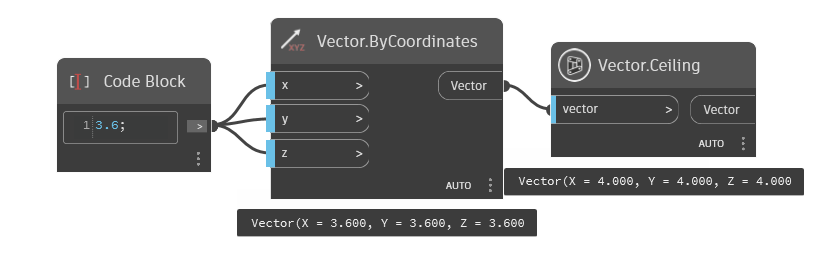 Code Block
1 3.6;
>
XYZ
Vector.ByCoordinates
x >
Vector
y >
z >
AUTO
Vector(X = 3.600, Y = 3.600, Z = 3.600
Vector.Ceiling
vector >
Vector
AUTO
Vector(X = 4.000, Y = 4.000, Z = 4.000